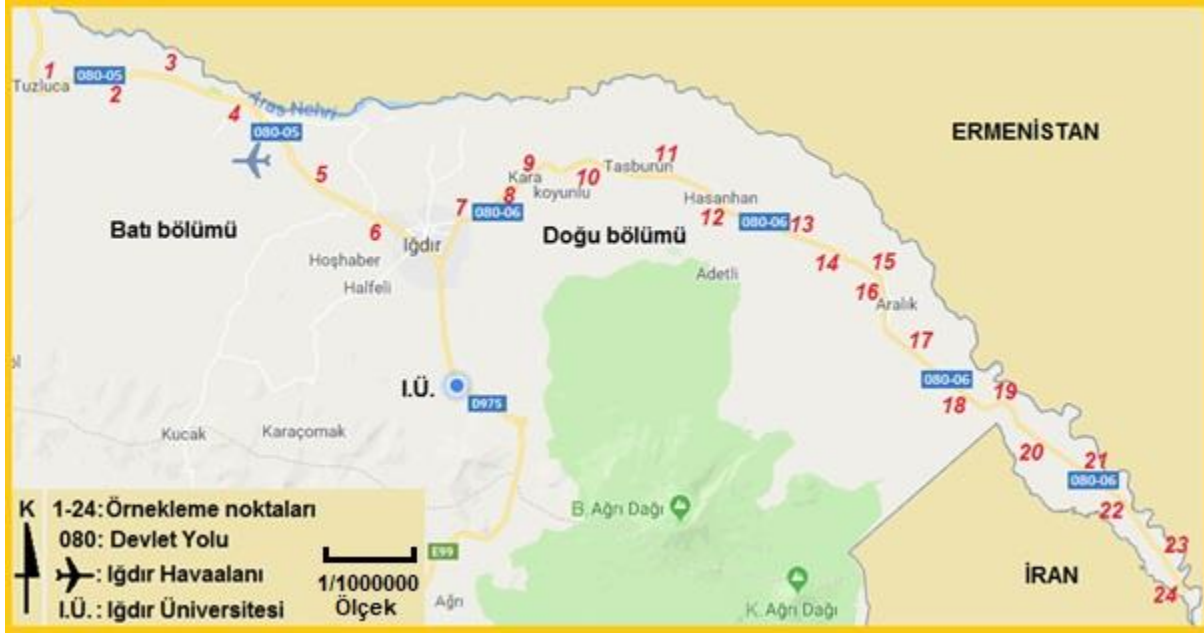 1
3
Tuzluca
080-05
2
4
Aras Nehri
080-05
ERMENİSTAN
5
9
11
Kara
koyunlu
10
Tasburun
8
7
080-06
Hasanhan
12
080-06
13
Batı bölümü
6
Iğdır
Doğu bölümü
Hoşhaber
14
15
Adetli
Halfeli
16
Aralık
17
I.Ü.
D975
080-06
18
19
Kucak
Karaçomak
20
21
080-06
22
B. Ağrı Dağı
K
1-24:Örnekleme noktaları
080: Devlet Yolu
: Iğdır Havaalanı
I.Ü.: Iğdır Üniversitesi
1/1000000
Ölçek
E99
Ağrı
K. Ağrı Dağı
İRAN
23
24